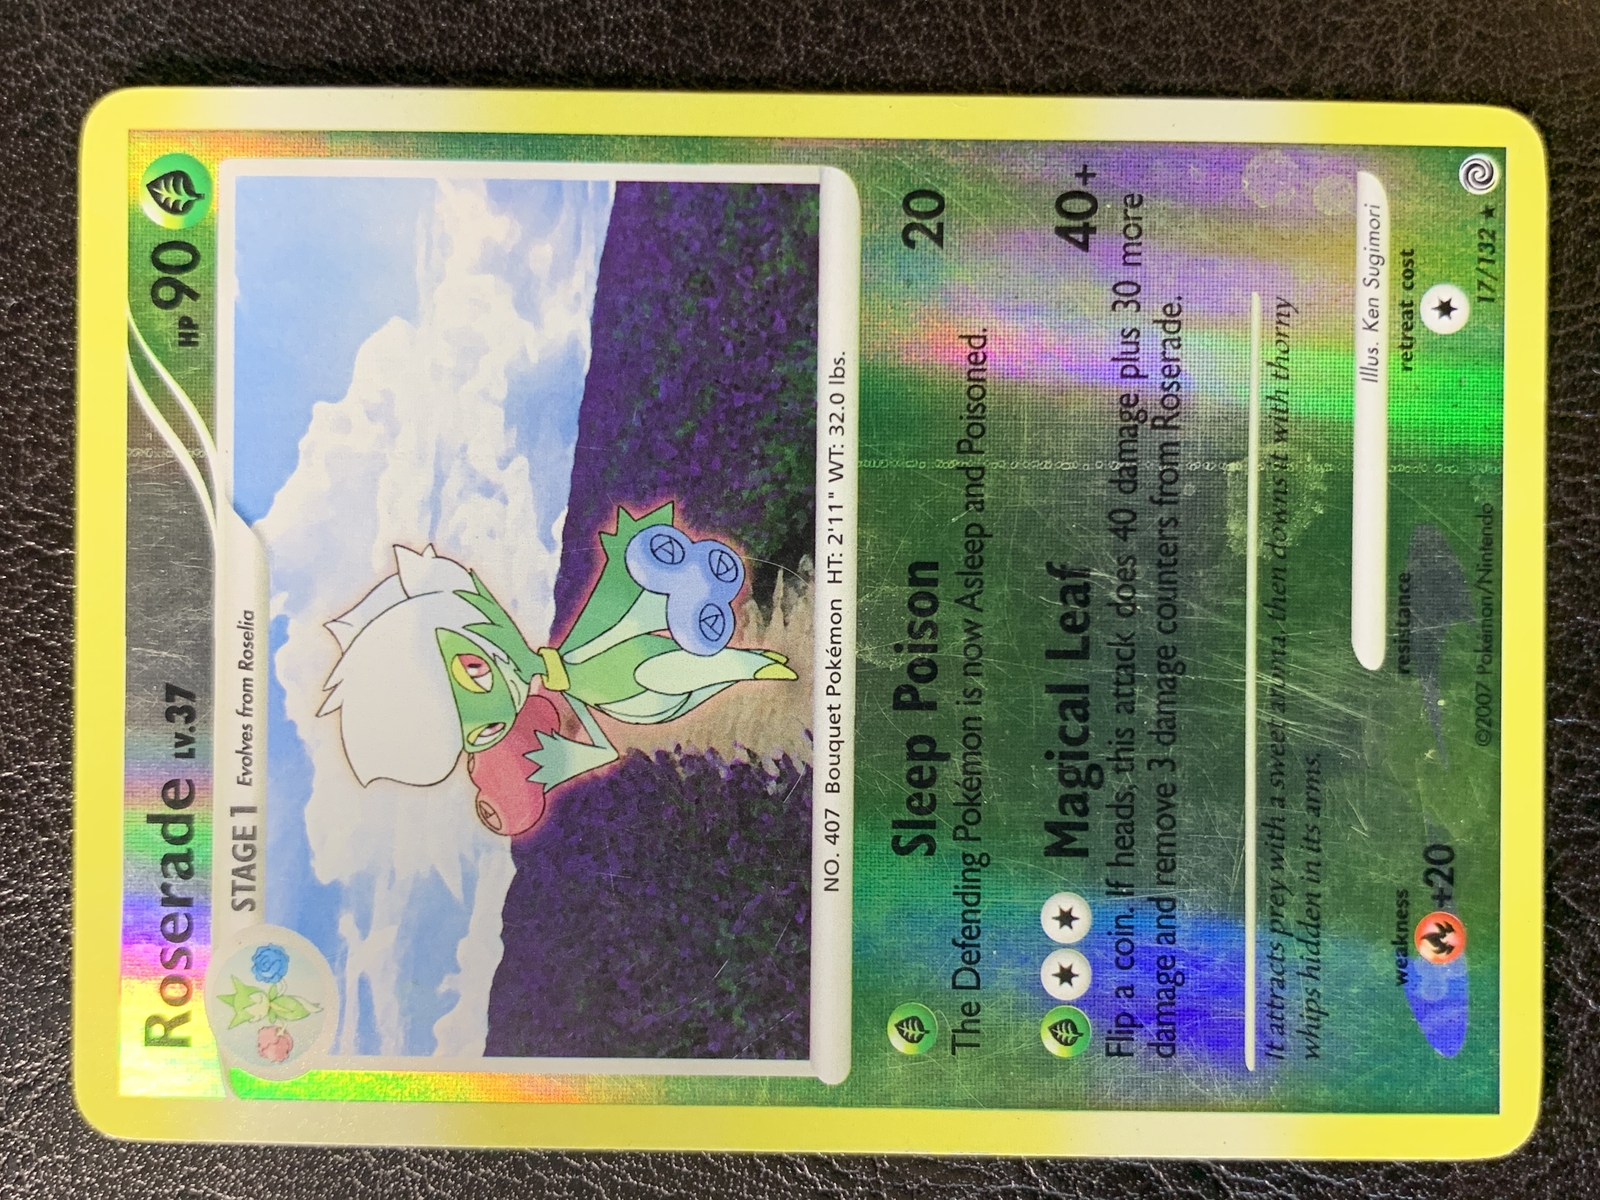 Roserade LV.37 HP 90
STAGE 1 Evolves from Roselia
NO. 407 Bouquet Pokémon HT: 2'11" WT: 32.0 lbs.
Sleep Poison 20
The Defending Pokémon is now Asleep and Poisoned.
Magical Leaf 40+
Flip a coin. If heads, this attack does 40 damage plus 30 more
damage and remove 3 damage counters from Roserade.
It attracts prey with a sweet aroma, then downs it with thorny
whips hidden in its arms.
Illus. Ken Sugimori
weakness resistance retreat cost
+20
©2007 Pokémon/Nintendo 17/132 ★